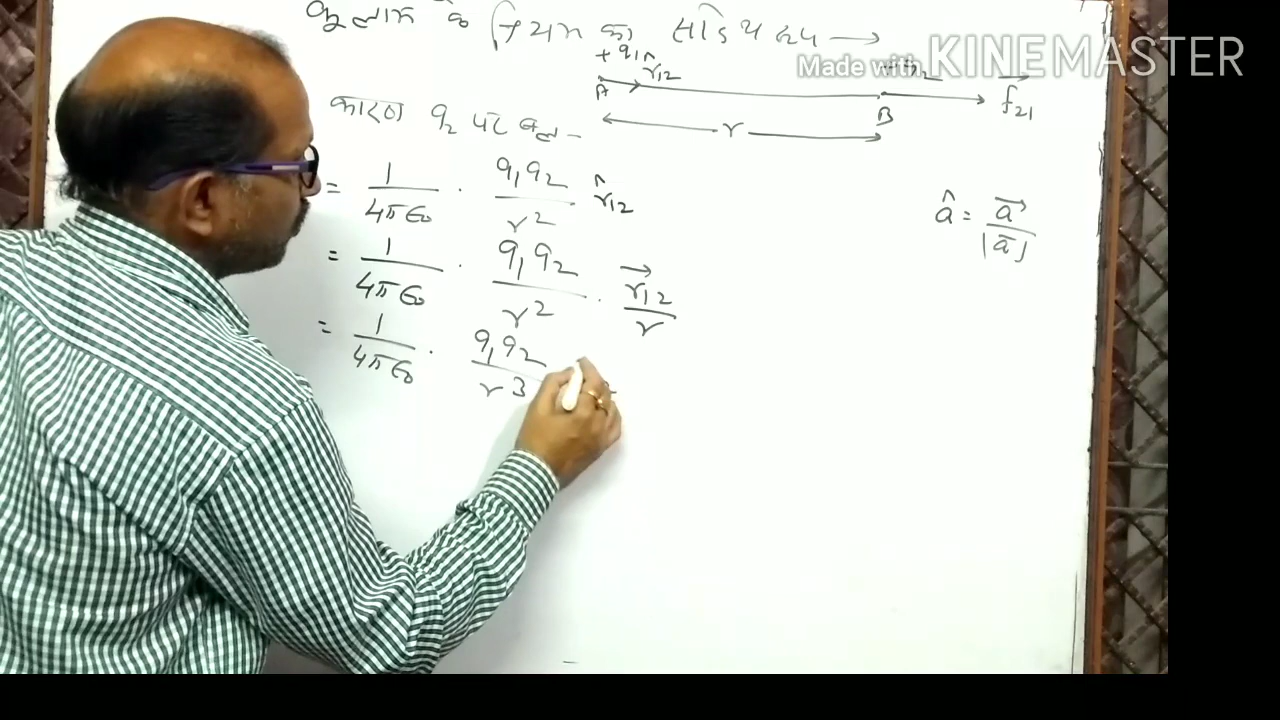 के नियम का सदिश रूप →
Made with KINEMASTER
+q₁ r̂₁₂
A B f⃗₂₁
r
कारण q₂ पर बल -
= 1/4πϵ₀ · q₁q₂/r² r̂₁₂
â = a⃗/|a⃗|
= 1/4πϵ₀ · q₁q₂/r² · r⃗₁₂/r
= 1/4πϵ₀ · q₁q₂/r³